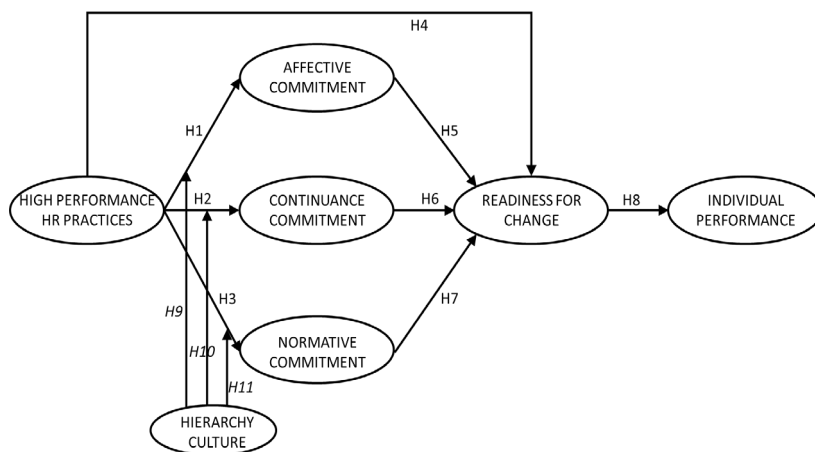 H4
AFFECTIVE
COMMITMENT
H1
H5
HIGH PERFORMANCE
HR PRACTICES
H2
CONTINUANCE
COMMITMENT
H6
READINESS FOR
CHANGE
H8
INDIVIDUAL
PERFORMANCE
H3
H7
H9
H10
NORMATIVE
COMMITMENT
H11
HIERARCHY
CULTURE